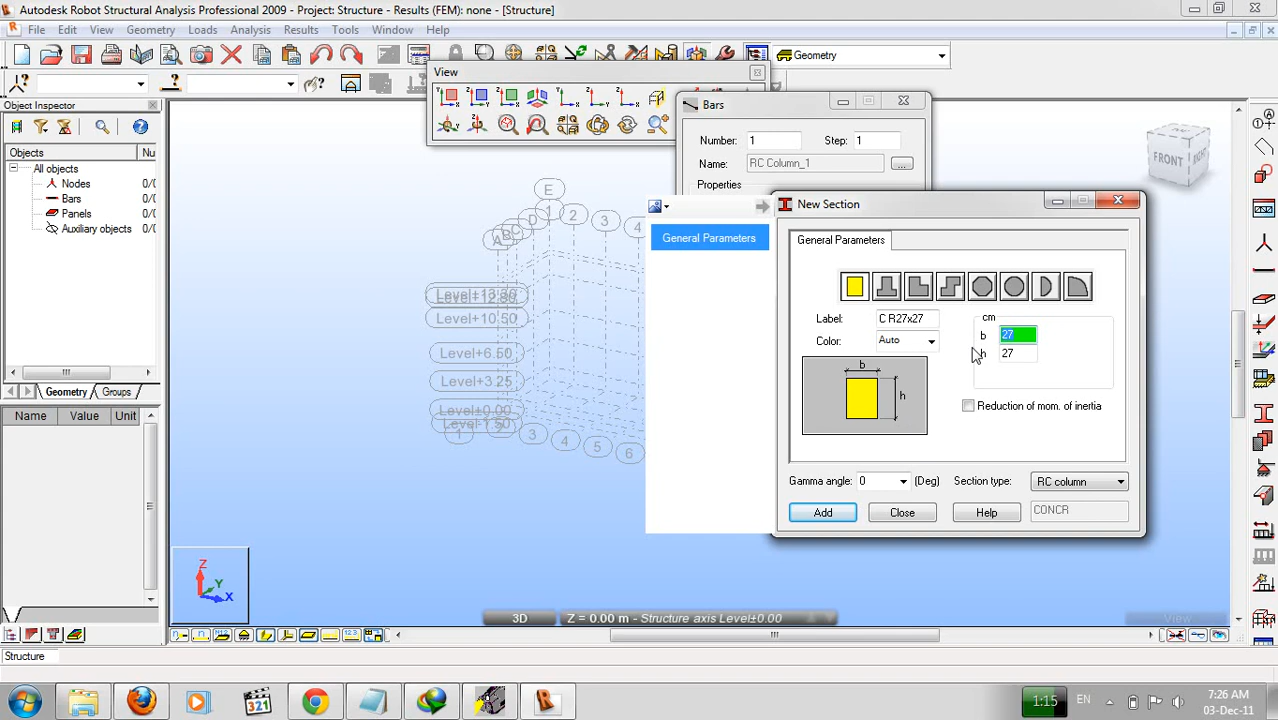 Autodesk Robot Structural Analysis Professional 2009 - Project: Structure - Results (FEM): none - [Structure]
File Edit View Geometry Loads Analysis Results Tools Window Help
Geometry
View
Object Inspector
Objects Nu
All objects
Nodes 0/0
Bars 0/0
Panels 0/0
Auxiliary objects 0/0
Geometry Groups
Name Value Unit
E
1 2 3 4
Level+10.50
Level+6.50
Level+3.25
Level±0.00
Level-1.50
1 3 4 5 6
Z
Y
X
FRONT
Bars
Number: 1 Step: 1
Name: RC Column_1 ...
Properties
General Parameters
New Section
General Parameters
Label: C R27x27
Color: Auto
cm
b 27
h 27
b
h
Reduction of mom. of inertia
Gamma angle: 0 (Deg) Section type: RC column
Add Close Help CONCR
3D Z = 0.00 m - Structure axis Level±0.00
View
Structure
321
1:15 EN 7:26 AM
03-Dec-11